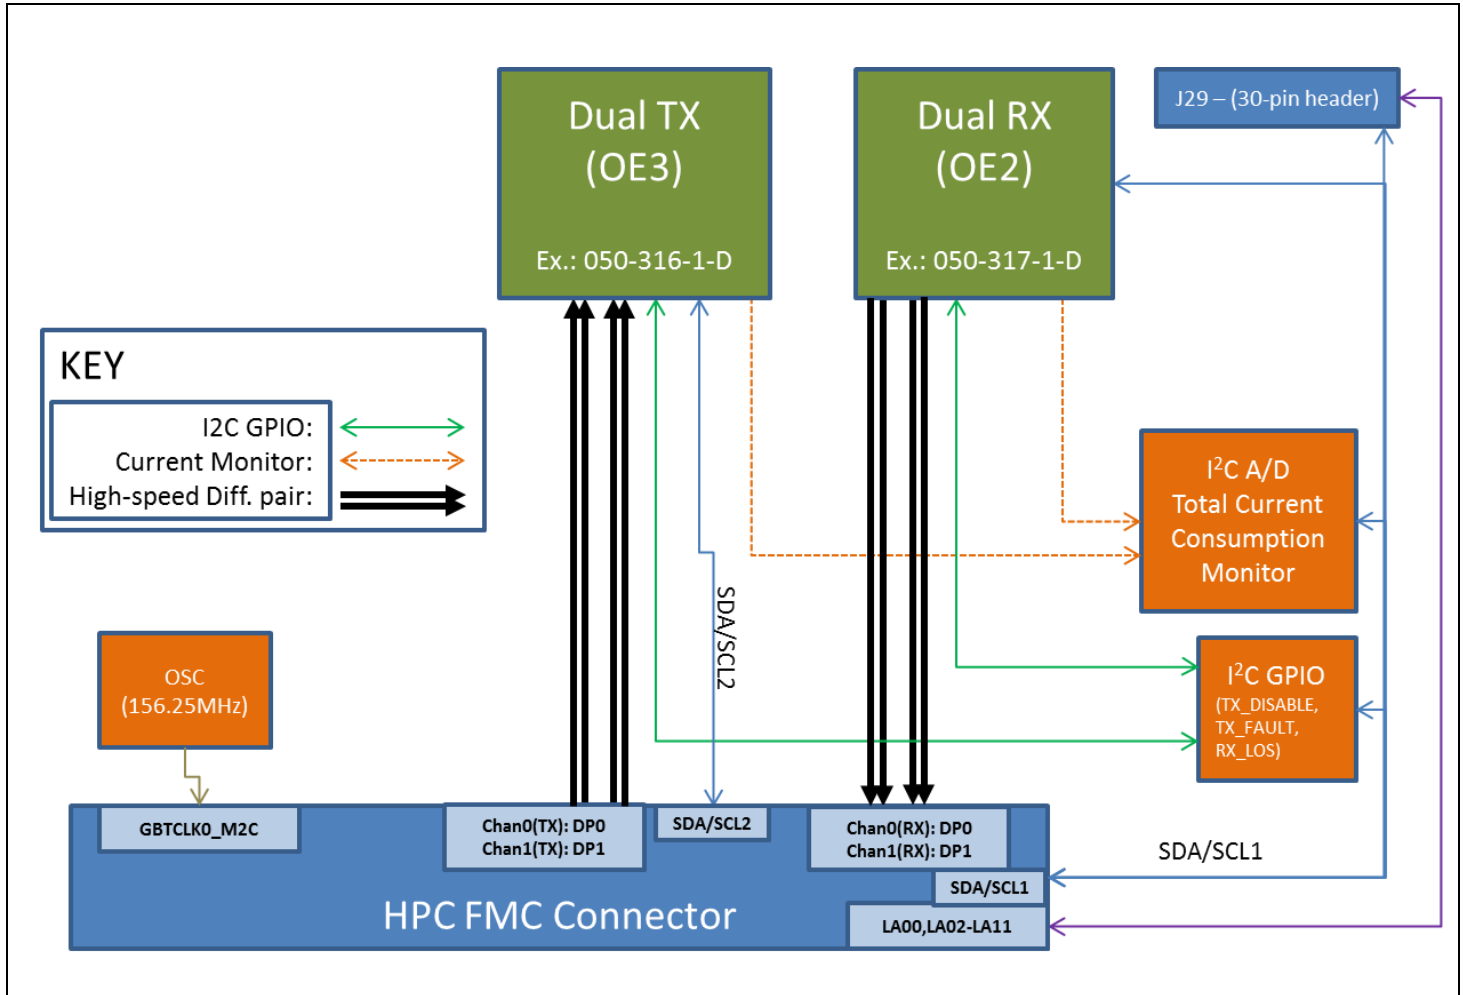 Dual TX
(OE3)
Ex.: 050-316-1-D
Dual RX
(OE2)
Ex.: 050-317-1-D
J29 – (30-pin header)
KEY
I2C GPIO:
Current Monitor:
High-speed Diff. pair:
I²C A/D
Total Current
Consumption
Monitor
SDA/SCL2
I²C GPIO
(TX_DISABLE,
TX_FAULT,
RX_LOS)
OSC
(156.25MHz)
GBTCLK0_M2C
Chan0(TX): DP0
Chan1(TX): DP1
SDA/SCL2
Chan0(RX): DP0
Chan1(RX): DP1
SDA/SCL1
SDA/SCL1
HPC FMC Connector
LA00,LA02-LA11